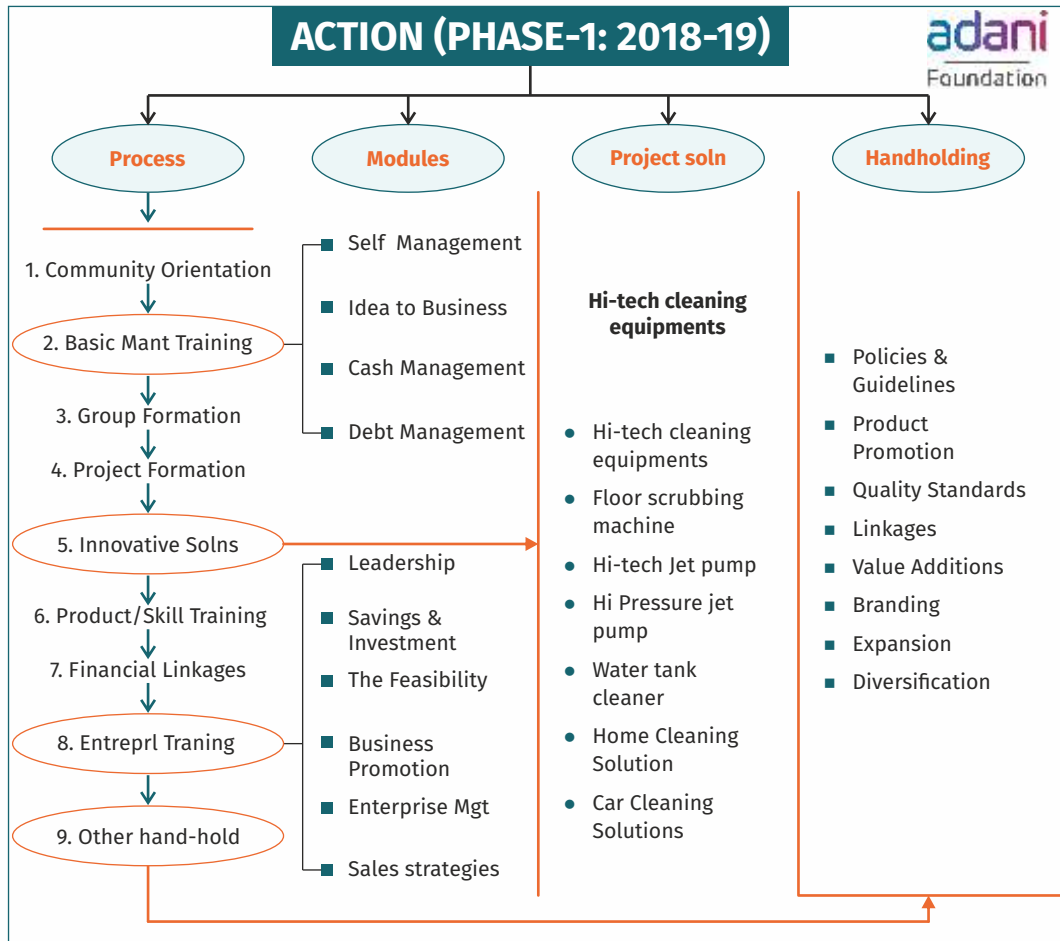 ACTION (PHASE-1: 2018-19)
adani
Foundation
Process
Modules
Project soln
Handholding
1. Community Orientation
2. Basic Mant Training
3. Group Formation
4. Project Formation
5. Innovative Solns
6. Product/Skill Training
7. Financial Linkages
8. Entreprl Traning
9. Other hand-hold
Self Management
Idea to Business
Cash Management
Debt Management
Leadership
Savings &
Investment
The Feasibility
Business
Promotion
Enterprise Mgt
Sales strategies
Hi-tech cleaning
equipments
Hi-tech cleaning
equipments
Floor scrubbing
machine
Hi-tech Jet pump
Hi Pressure jet
pump
Water tank
cleaner
Home Cleaning
Solution
Car Cleaning
Solutions
Policies &
Guidelines
Product
Promotion
Quality Standards
Linkages
Value Additions
Branding
Expansion
Diversification